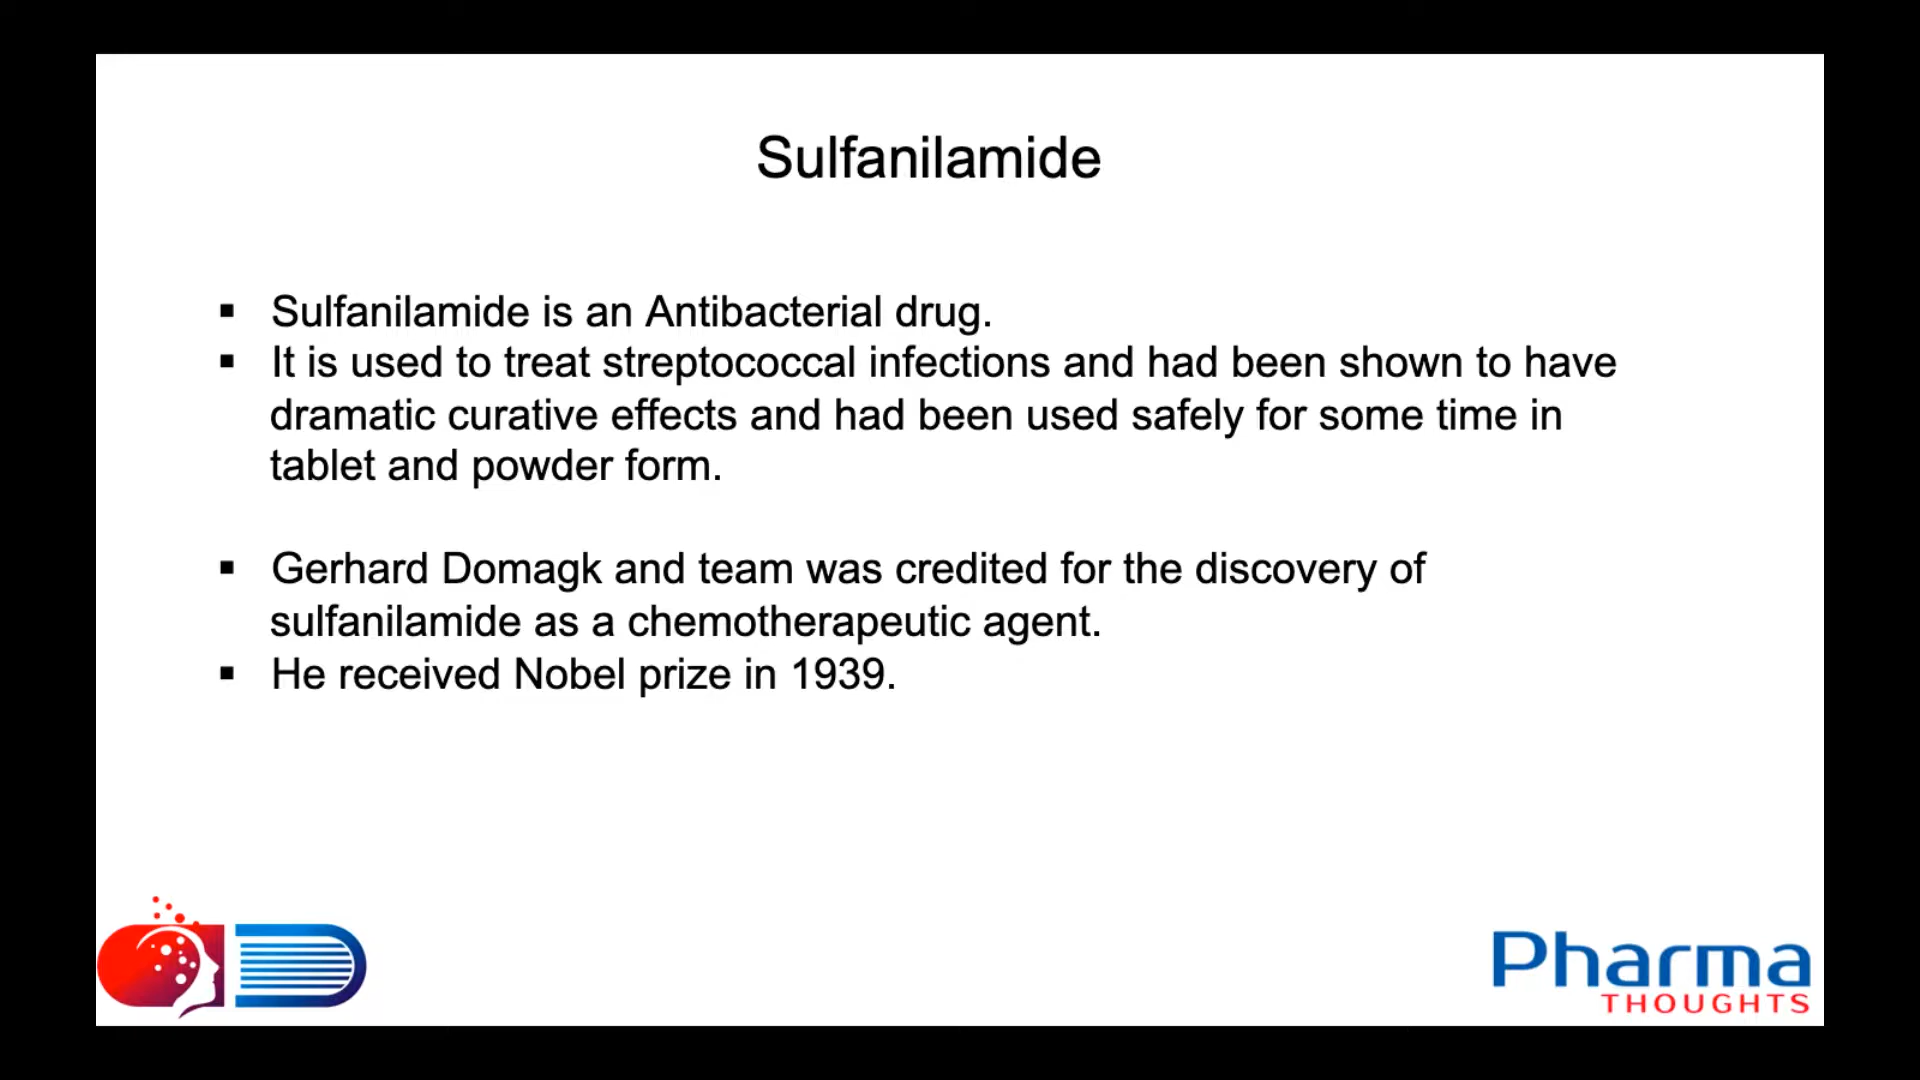 Sulfanilamide
▪ Sulfanilamide is an Antibacterial drug.
▪ It is used to treat streptococcal infections and had been shown to have
dramatic curative effects and had been used safely for some time in
tablet and powder form.
▪ Gerhard Domagk and team was credited for the discovery of
sulfanilamide as a chemotherapeutic agent.
▪ He received Nobel prize in 1939.
Pharma
THOUGHTS